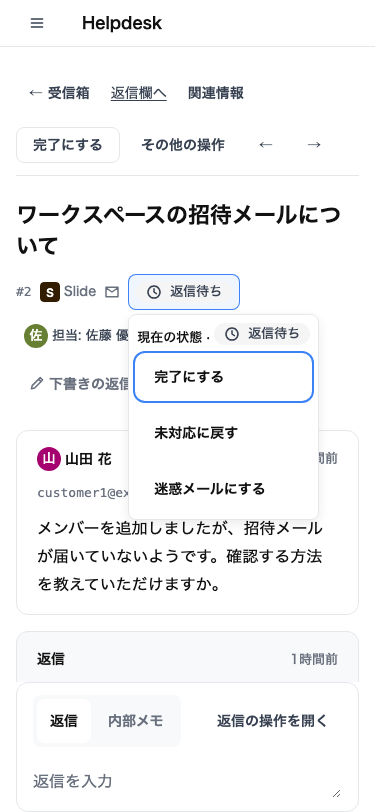 Helpdesk
← 受信箱 返信欄へ 関連情報
完了にする その他の操作 ← →
ワークスペースの招待メールにつ
いて
#2 S Slide 返信待ち
佐 担当: 佐藤 優
現在の状態 · 返信待ち
完了にする
下書きの返信
未対応に戻す
迷惑メールにする
山 山田 花 間前
customer1@ex
メンバーを追加しましたが、招待メール
が届いていないようです。確認する方法
を教えていただけますか。
返信 1時間前
返信 内部メモ 返信の操作を開く
返信を入力